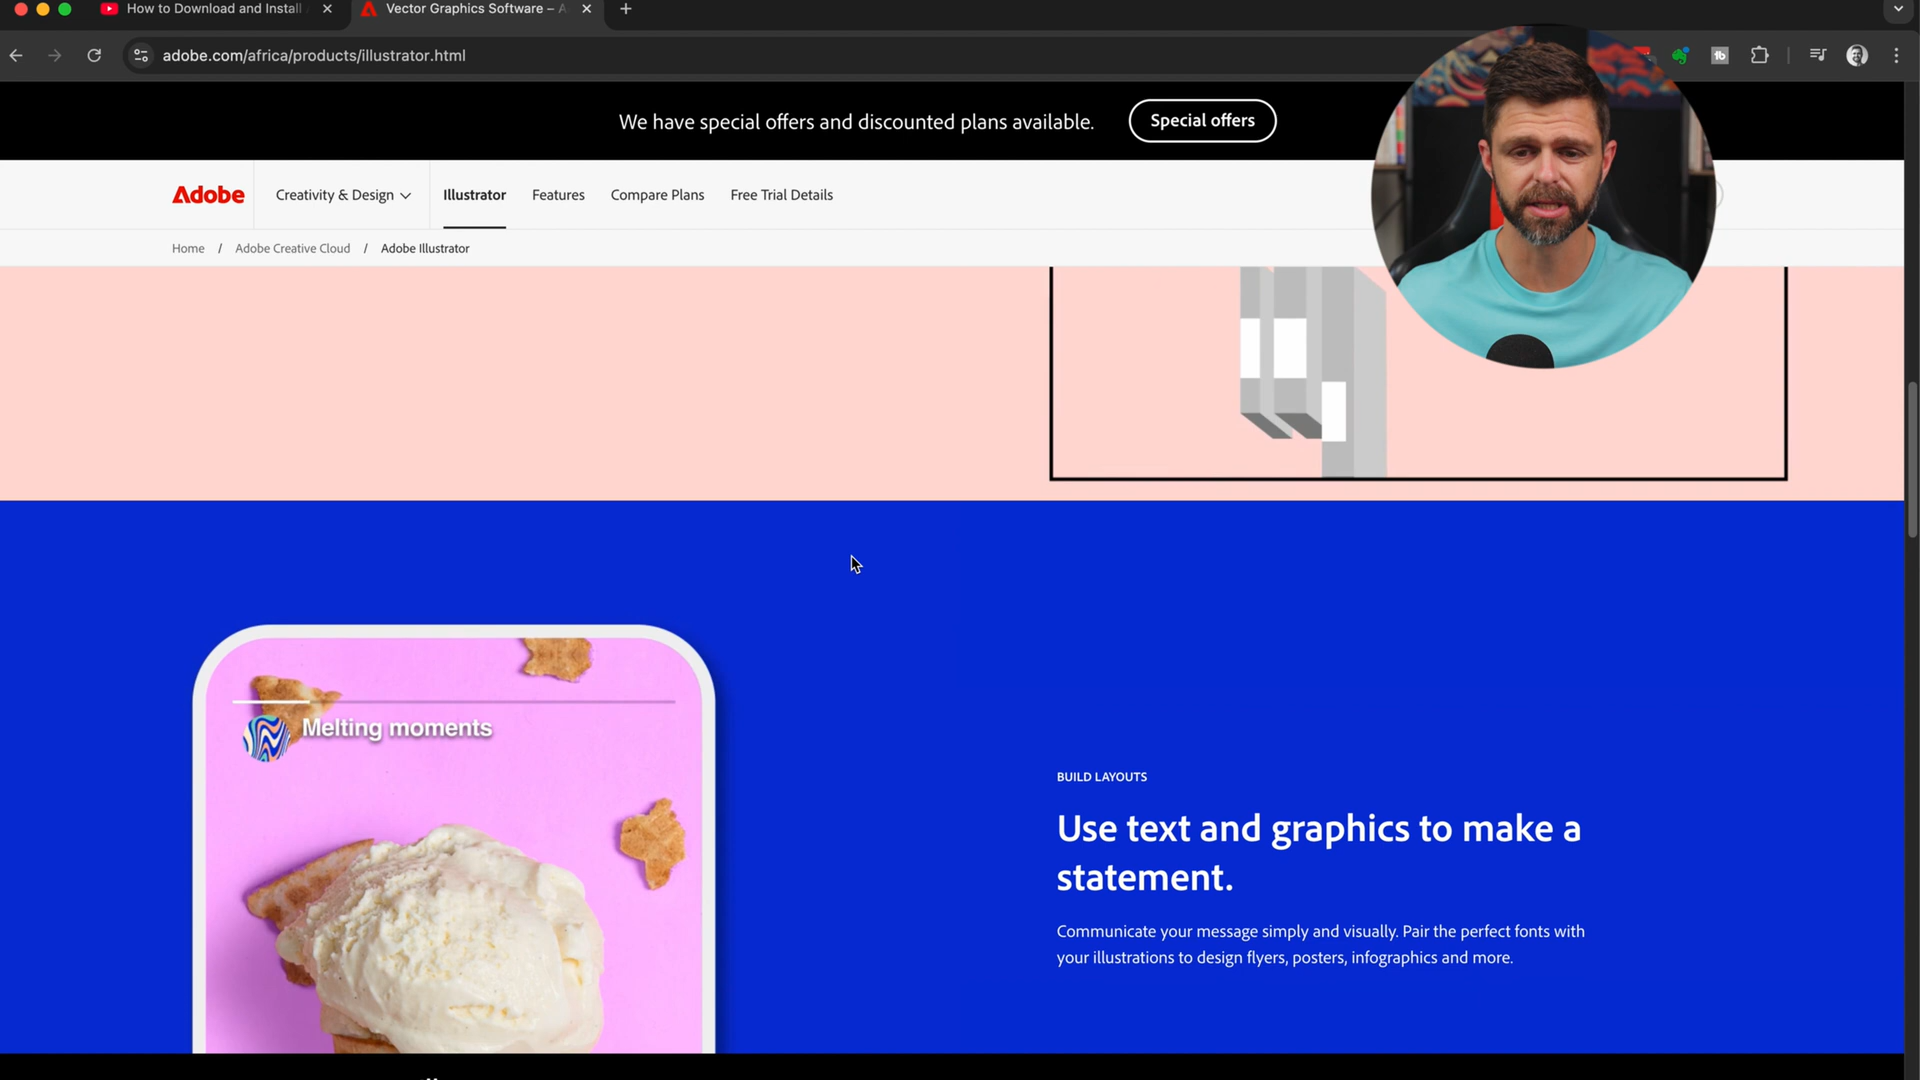 How to Download and Install
Vector Graphics Software – A
adobe.com/africa/products/illustrator.html
We have special offers and discounted plans available.
Special offers
Adobe
Creativity & Design
Illustrator
Features
Compare Plans
Free Trial Details
Home / Adobe Creative Cloud / Adobe Illustrator
Melting moments
BUILD LAYOUTS
Use text and graphics to make a
statement.
Communicate your message simply and visually. Pair the perfect fonts with
your illustrations to design flyers, posters, infographics and more.